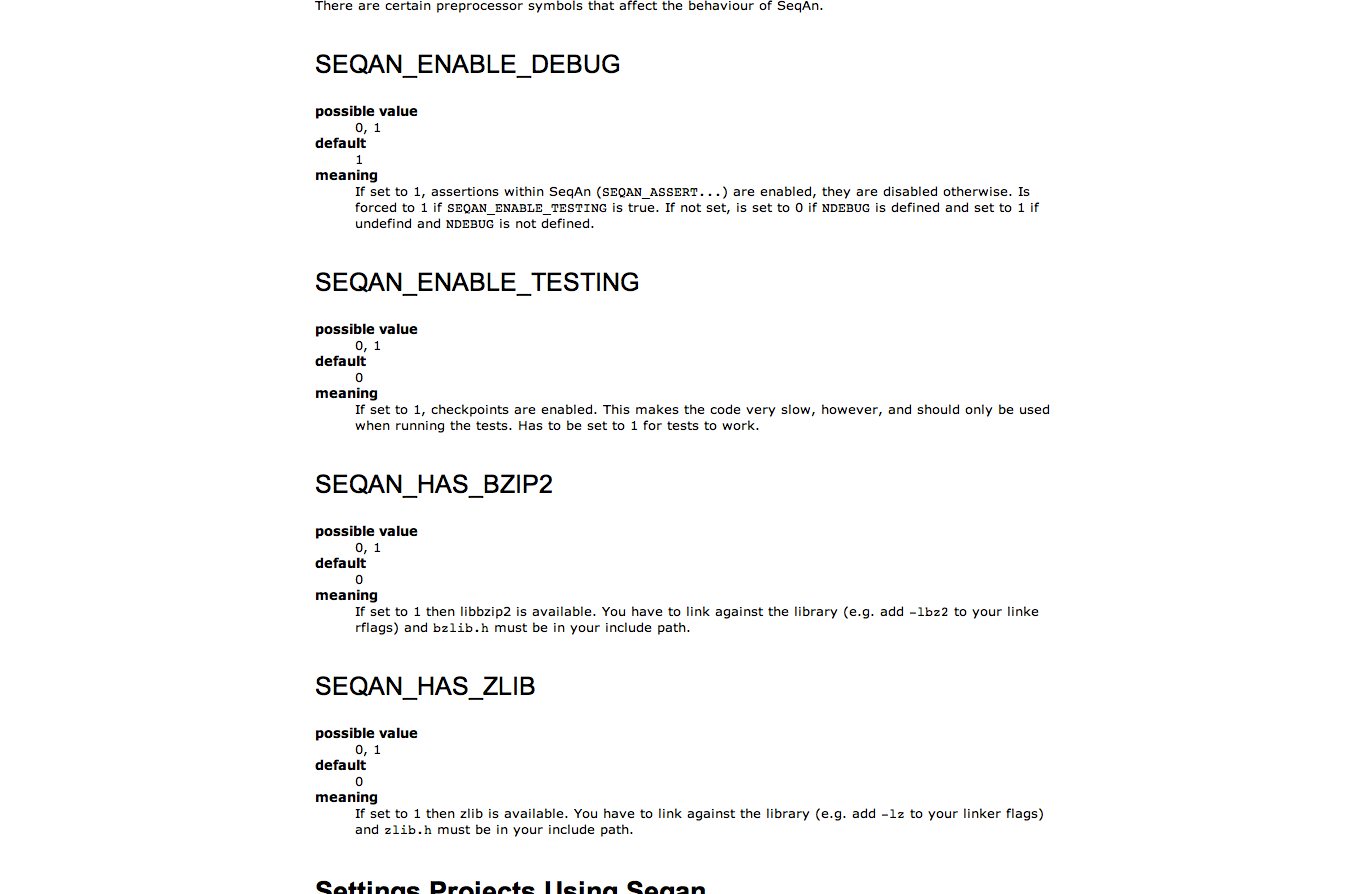 There are certain preprocessor symbols that affect the behaviour of SeqAn.
SEQAN_ENABLE_DEBUG
possible value
0, 1
default
1
meaning
If set to 1, assertions within SeqAn (SEQAN_ASSERT...) are enabled, they are disabled otherwise. Is
forced to 1 if SEQAN_ENABLE_TESTING is true. If not set, is set to 0 if NDEBUG is defined and set to 1 if
undefind and NDEBUG is not defined.
SEQAN_ENABLE_TESTING
possible value
0, 1
default
0
meaning
If set to 1, checkpoints are enabled. This makes the code very slow, however, and should only be used
when running the tests. Has to be set to 1 for tests to work.
SEQAN_HAS_BZIP2
possible value
0, 1
default
0
meaning
If set to 1 then libbzip2 is available. You have to link against the library (e.g. add -lbz2 to your linke
rflags) and bzlib.h must be in your include path.
SEQAN_HAS_ZLIB
possible value
0, 1
default
0
meaning
If set to 1 then zlib is available. You have to link against the library (e.g. add -lz to your linker flags)
and zlib.h must be in your include path.
Settings Projects Using Seqan